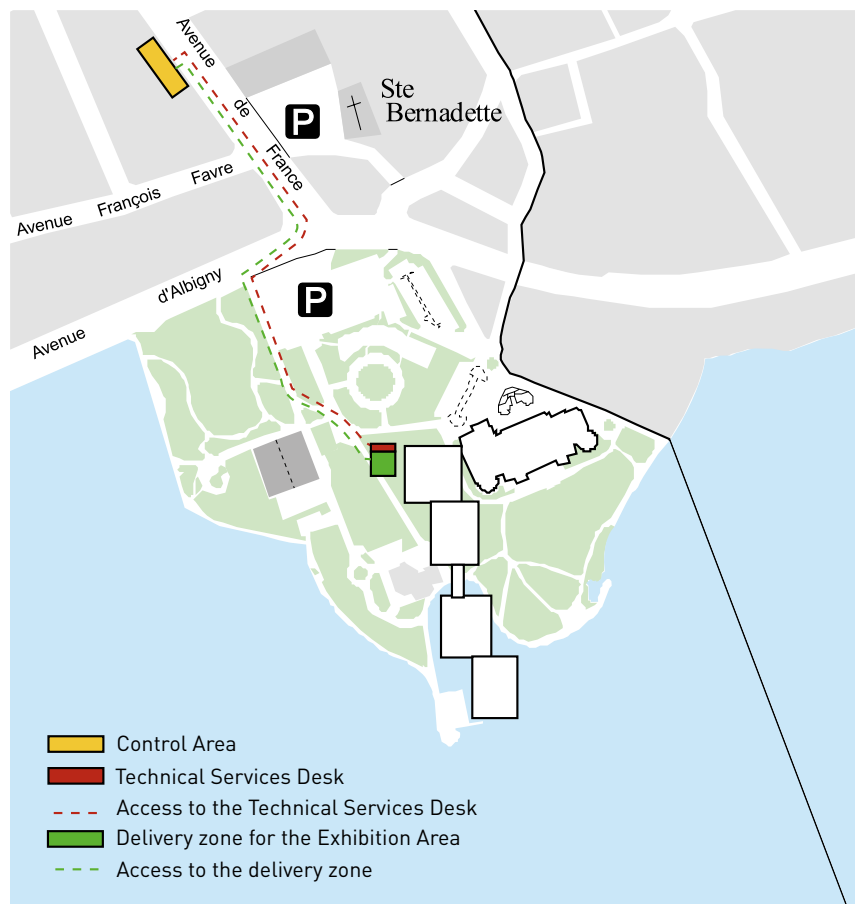 Avenue de France
Ste
Bernadette
P
Avenue François Favre
P
Avenue d'Albigny
Control Area
Technical Services Desk
Access to the Technical Services Desk
Delivery zone for the Exhibition Area
Access to the delivery zone